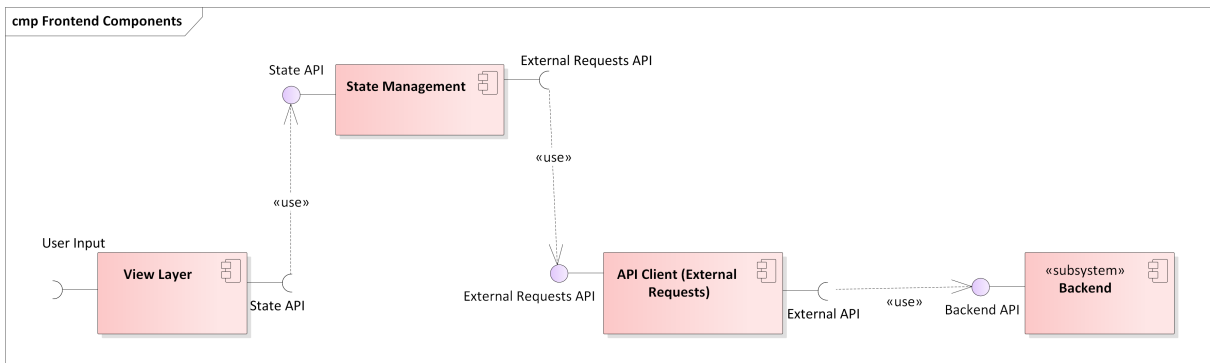 cmp Frontend Components
External Requests API
State API
State Management
«use»
«use»
User Input
View Layer
State API
External Requests API
API Client (External
Requests)
External API
«use»
Backend API
«subsystem»
Backend